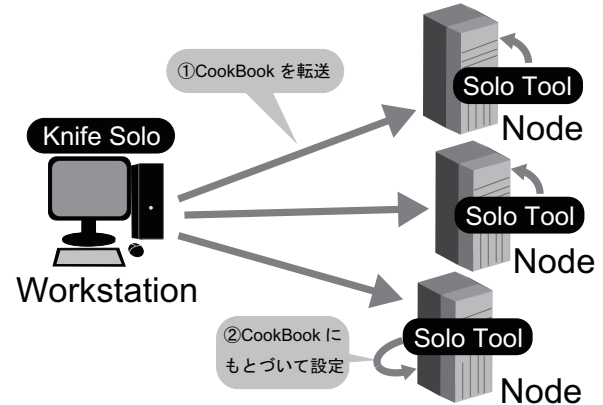 ①CookBook を転送
Solo Tool
Node
Knife Solo
Workstation
Solo Tool
Node
②CookBook に
もとづいて設定
Solo Tool
Node